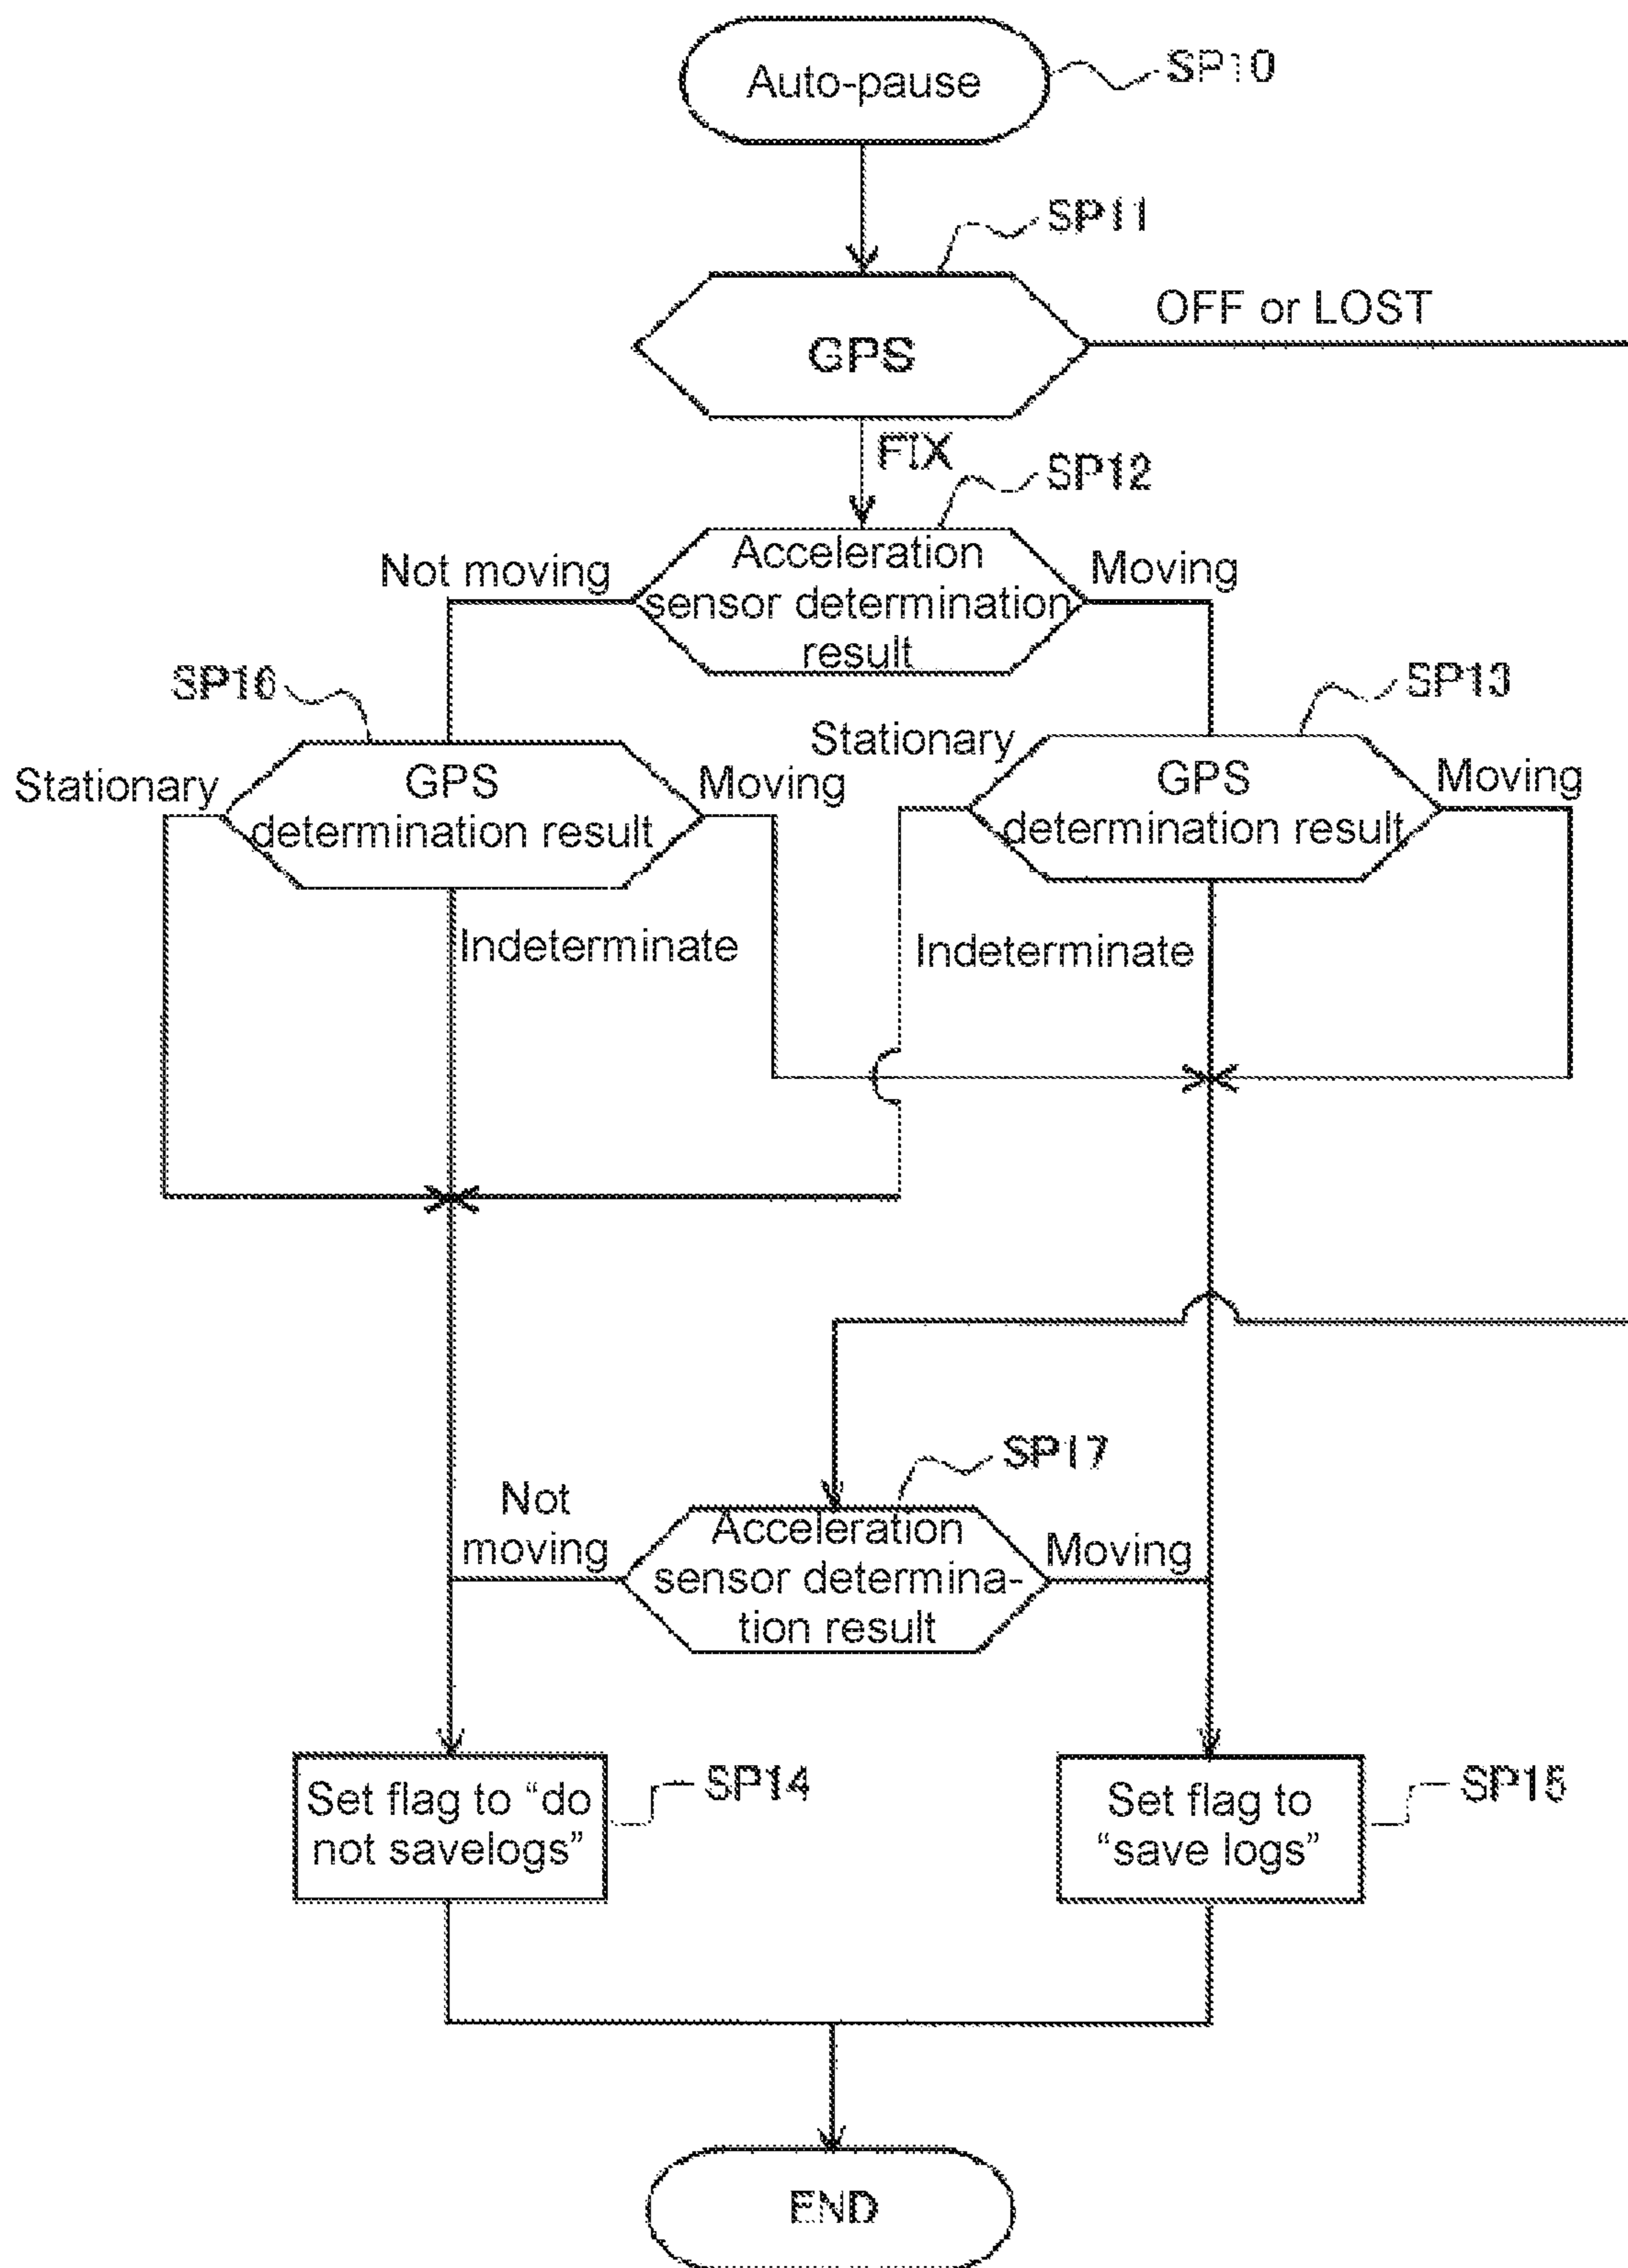 Auto-pause
SP10
SP11
OFF or LOST
GPS
FIX
SP12
Not moving
Acceleration
sensor determination
result
Moving
SP16
SP13
Stationary
GPS
determination result
Moving
Stationary
GPS
determination result
Moving
Indeterminate
Indeterminate
SP17
Not
moving
Acceleration
sensor determina-
tion result
Moving
Set flag to “do
not savelogs”
SP14
Set flag to
“save logs”
SP15
END